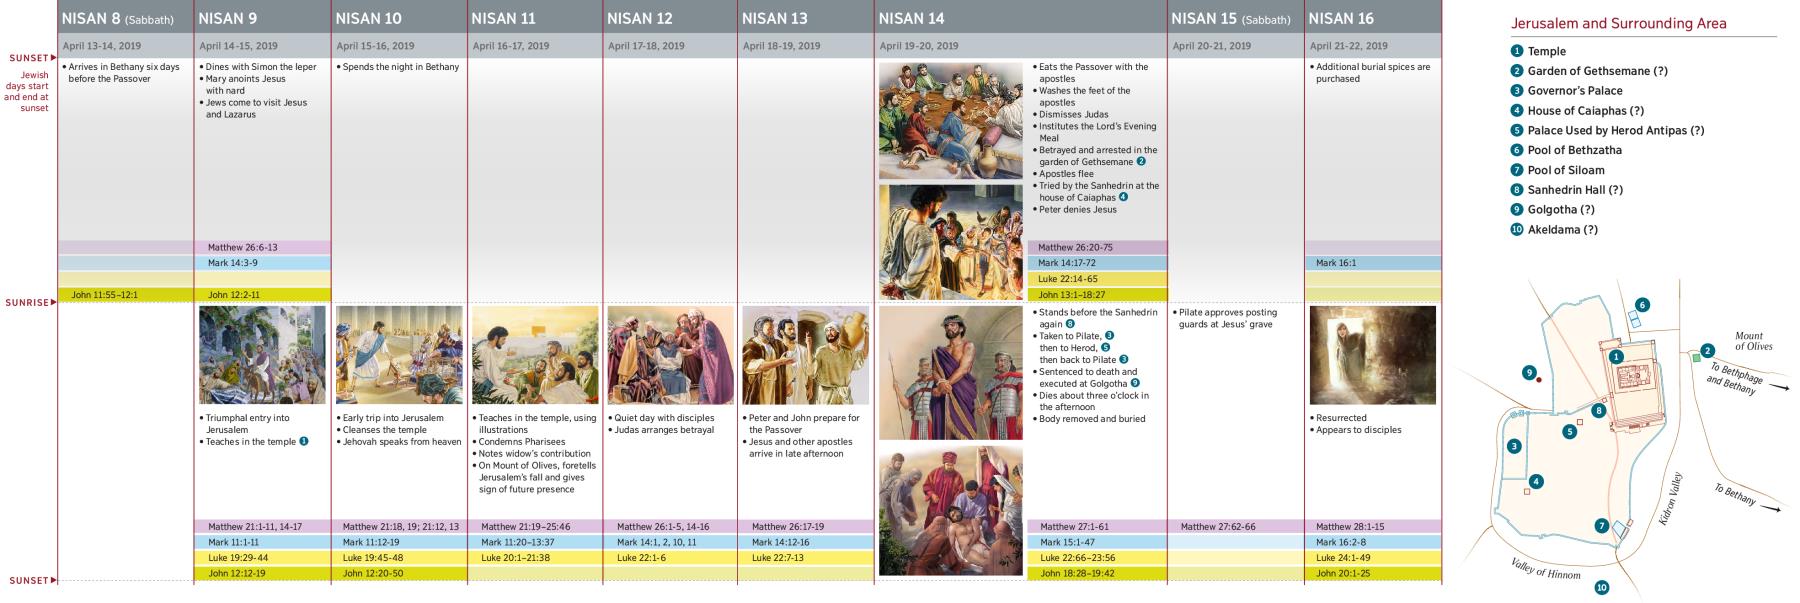 NISAN 8 (Sabbath)
April 13-14, 2019
SUNSET
Jewish
days start
and end at
sunset
• Arrives in Bethany six days
before the Passover
John 11:55–12:1
NISAN 9
April 14-15, 2019
• Dines with Simon the leper
• Mary anoints Jesus
with nard
• Jews come to visit Jesus
and Lazarus
Matthew 26:6-13
Mark 14:3-9
John 12:2-11
SUNRISE
• Triumphal entry into
Jerusalem
• Teaches in the temple 1
Matthew 21:1-11, 14-17
Mark 11:1-11
Luke 19:29-44
John 12:12-19
SUNSET
NISAN 10
April 15-16, 2019
• Spends the night in Bethany
• Early trip into Jerusalem
• Cleanses the temple
• Jehovah speaks from heaven
Matthew 21:18, 19; 21:12, 13
Mark 11:12-19
Luke 19:45-48
John 12:20-50
NISAN 11
April 16-17, 2019
• Teaches in the temple, using
illustrations
• Condemns Pharisees
• Notes widow’s contribution
• On Mount of Olives, foretells
Jerusalem’s fall and gives
sign of future presence
Matthew 21:19–25:46
Mark 11:20–13:37
Luke 20:1–21:38
NISAN 12
April 17-18, 2019
• Quiet day with disciples
• Judas arranges betrayal
Matthew 26:1-5, 14-16
Mark 14:1, 2, 10, 11
Luke 22:1-6
NISAN 13
April 18-19, 2019
• Peter and John prepare for
the Passover
• Jesus and other apostles
arrive in late afternoon
Matthew 26:17-19
Mark 14:12-16
Luke 22:7-13
NISAN 14
April 19-20, 2019
• Eats the Passover with the
apostles
• Washes the feet of the
apostles
• Dismisses Judas
• Institutes the Lord’s Evening
Meal
• Betrayed and arrested in the
garden of Gethsemane 2
• Apostles flee
• Tried by the Sanhedrin at the
house of Caiaphas 4
• Peter denies Jesus
Matthew 26:20-75
Mark 14:17-72
Luke 22:14-65
John 13:1–18:27
• Stands before the Sanhedrin
again 8
• Taken to Pilate, 3
then to Herod, 5
then back to Pilate 3
• Sentenced to death and
executed at Golgotha 9
• Dies about three o’clock in
the afternoon
• Body removed and buried
Matthew 27:1-61
Mark 15:1-47
Luke 22:66–23:56
John 18:28–19:42
NISAN 15 (Sabbath)
April 20-21, 2019
• Pilate approves posting
guards at Jesus’ grave
Matthew 27:62-66
NISAN 16
April 21-22, 2019
• Additional burial spices are
purchased
Mark 16:1
• Resurrected
• Appears to disciples
Matthew 28:1-15
Mark 16:2-8
Luke 24:1-49
John 20:1-25
Jerusalem and Surrounding Area
1 Temple
2 Garden of Gethsemane (?)
3 Governor’s Palace
4 House of Caiaphas (?)
5 Palace Used by Herod Antipas (?)
6 Pool of Bethzatha
7 Pool of Siloam
8 Sanhedrin Hall (?)
9 Golgotha (?)
10 Akeldama (?)
6
Mount
of Olives
1
2
To Bethphage
and Bethany
9
8
5
3
4
To Bethany
Kidron Valley
7
Valley of Hinnom
10